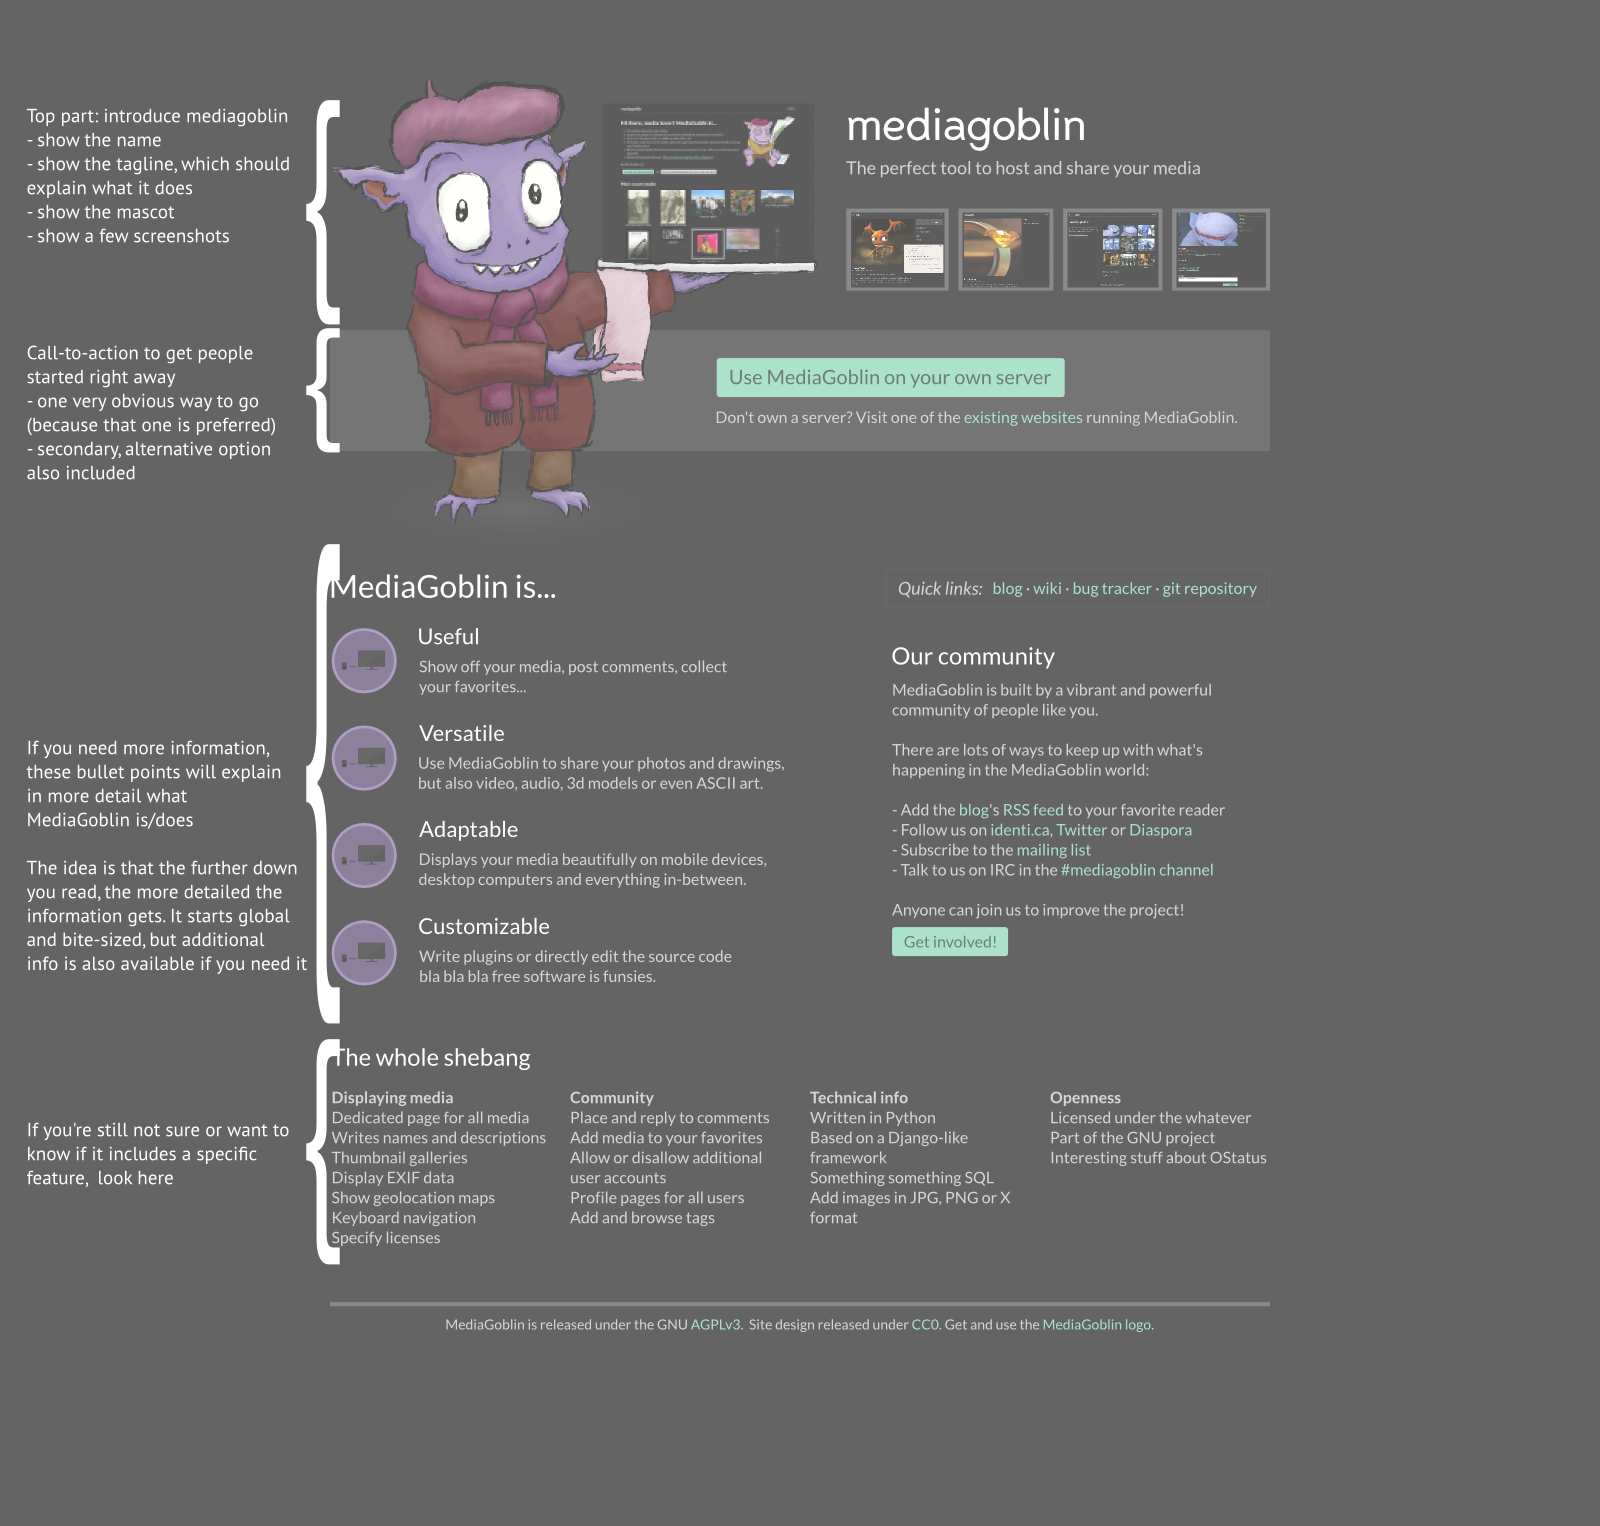 Top part: introduce mediagoblin
- show the name
- show the tagline, which should
explain what it does
- show the mascot
- show a few screenshots
mediagoblin
The perfect tool to host and share your media
Call-to-action to get people
started right away
- one very obvious way to go
(because that one is preferred)
- secondary, alternative option
also included
Use MediaGoblin on your own server
Don't own a server? Visit one of the existing websites running MediaGoblin.
If you need more information,
these bullet points will explain
in more detail what
MediaGoblin is/does
The idea is that the further down
you read, the more detailed the
information gets. It starts global
and bite-sized, but additional
info is also available if you need it
MediaGoblin is...
Useful
Show off your media, post comments, collect
your favorites...
Versatile
Use MediaGoblin to share your photos and drawings,
but also video, audio, 3d models or even ASCII art.
Adaptable
Displays your media beautifully on mobile devices,
desktop computers and everything in-between.
Customizable
Write plugins or directly edit the source code
bla bla bla free software is funsies.
Quick links: blog · wiki · bug tracker · git repository
Our community
MediaGoblin is built by a vibrant and powerful
community of people like you.
There are lots of ways to keep up with what's
happening in the MediaGoblin world:
- Add the blog's RSS feed to your favorite reader
- Follow us on identi.ca, Twitter or Diaspora
- Subscribe to the mailing list
- Talk to us on IRC in the #mediagoblin channel
Anyone can join us to improve the project!
Get involved!
If you're still not sure or want to
know if it includes a specific
feature, look here
The whole shebang
Displaying media
Dedicated page for all media
Writes names and descriptions
Thumbnail galleries
Display EXIF data
Show geolocation maps
Keyboard navigation
Specify licenses
Community
Place and reply to comments
Add media to your favorites
Allow or disallow additional
user accounts
Profile pages for all users
Add and browse tags
Technical info
Written in Python
Based on a Django-like
framework
Something something SQL
Add images in JPG, PNG or X
format
Openness
Licensed under the whatever
Part of the GNU project
Interesting stuff about OStatus
MediaGoblin is released under the GNU AGPLv3. Site design released under CC0. Get and use the MediaGoblin logo.